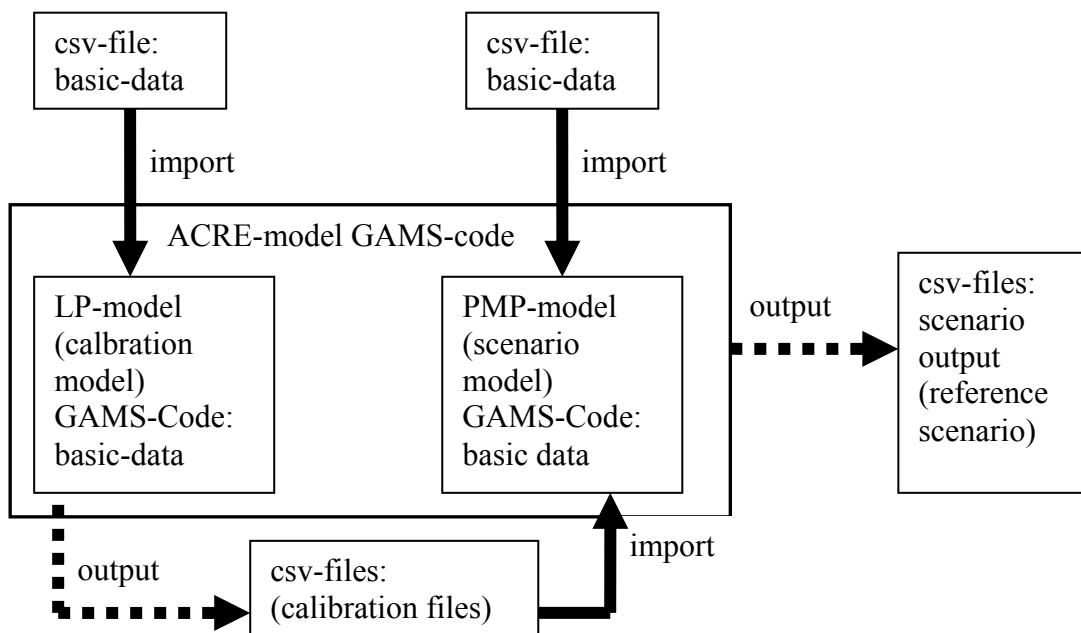 csv-file:
basic-data
csv-file:
basic-data
import
import
ACRE-model GAMS-code
LP-model
(calbration
model)
GAMS-Code:
basic-data
PMP-model
(scenario
model)
GAMS-Code:
basic data
output
csv-files:
scenario
output
(reference
scenario)
output
csv-files:
(calibration files)
import